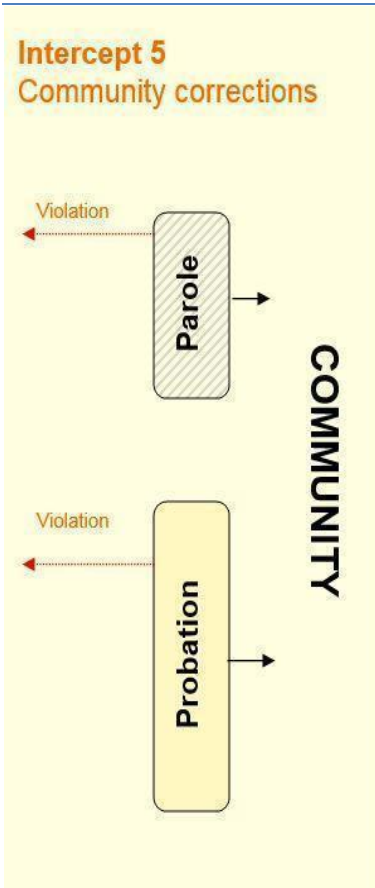 Intercept 5
Community corrections
Violation
Parole
COMMUNITY
Violation
Probation